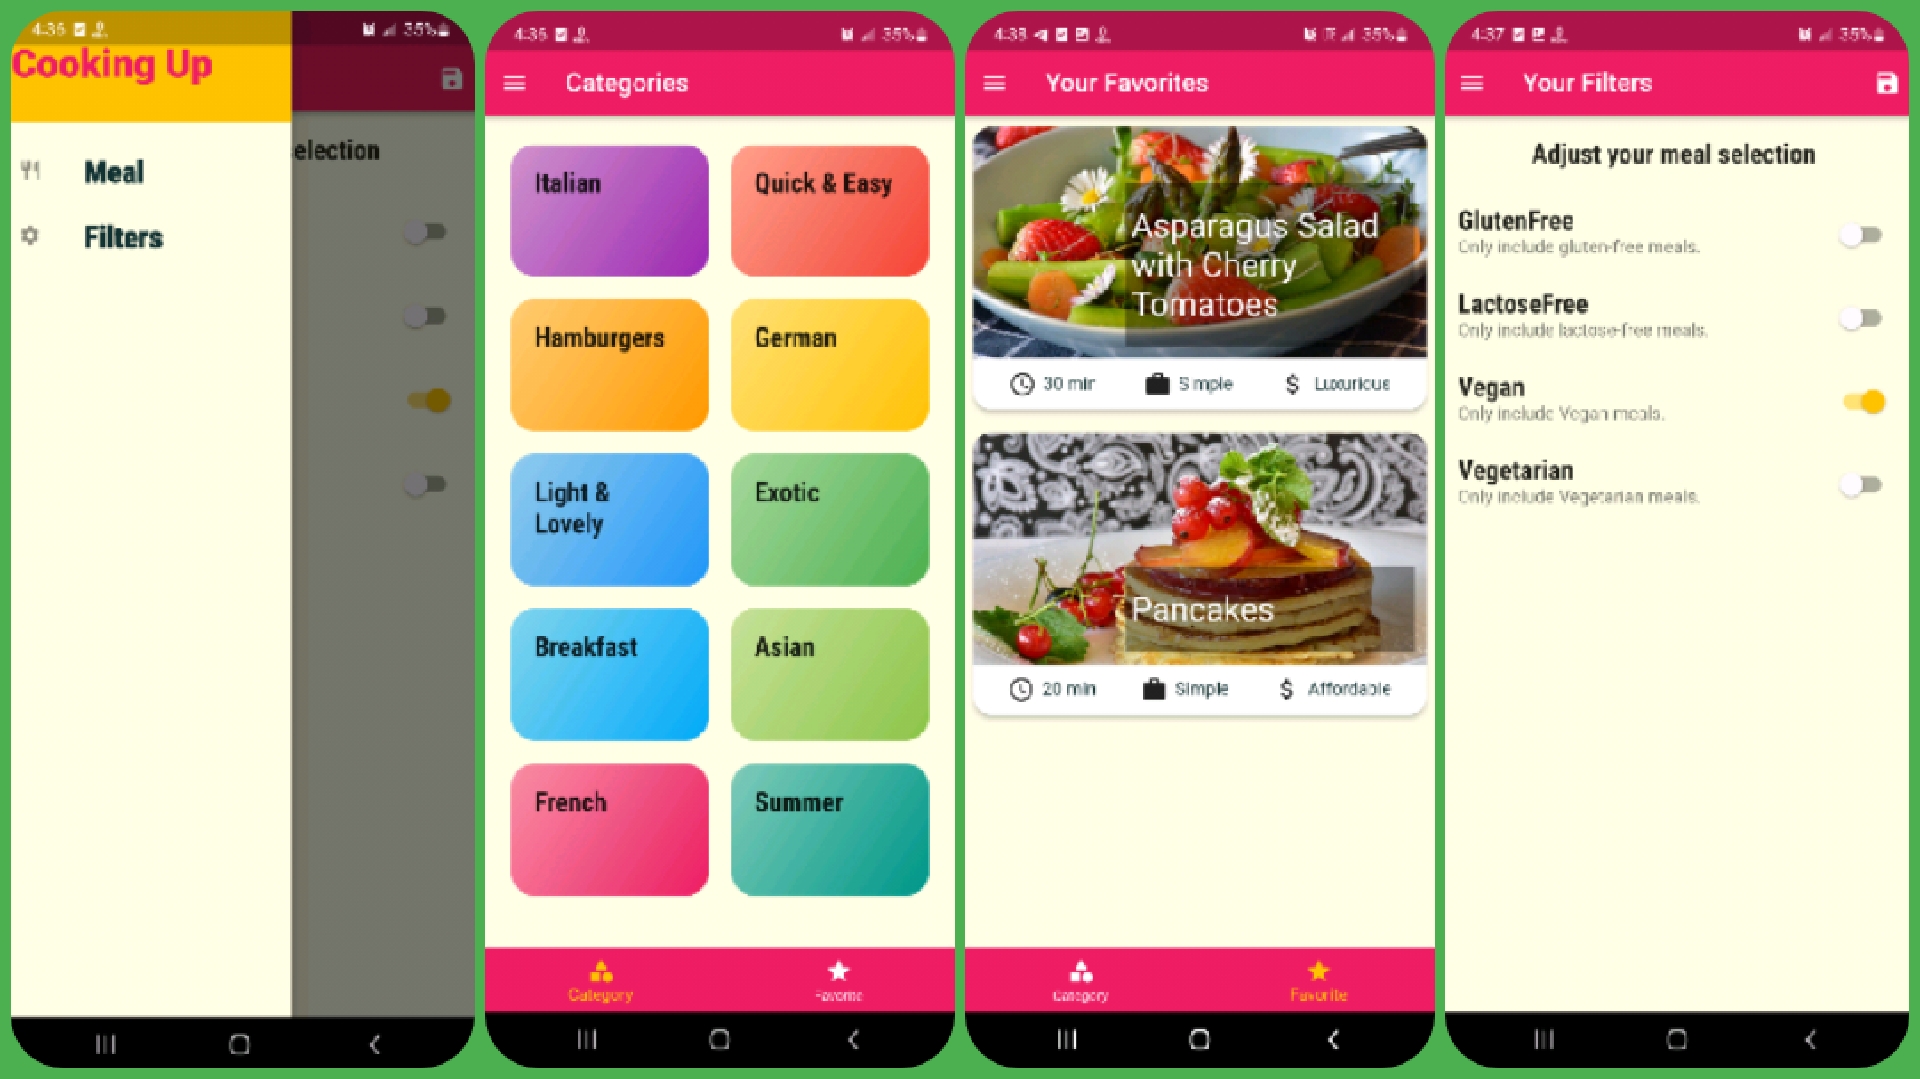 4:36
35%
Cooking Up
election
Meal
Filters
4:36
35%
Categories
Italian
Quick & Easy
Hamburgers
German
Light &
Lovely
Exotic
Breakfast
Asian
French
Summer
Category
Favorite
4:38
35%
Your Favorites
Asparagus Salad
with Cherry
Tomatoes
30 min
Simple
Luxurious
Pancakes
20 min
Simple
Affordable
Category
Favorite
4:37
35%
Your Filters
Adjust your meal selection
GlutenFree
Only include gluten-free meals.
LactoseFree
Only include lactose-free meals.
Vegan
Only include Vegan meals.
Vegetarian
Only include Vegetarian meals.